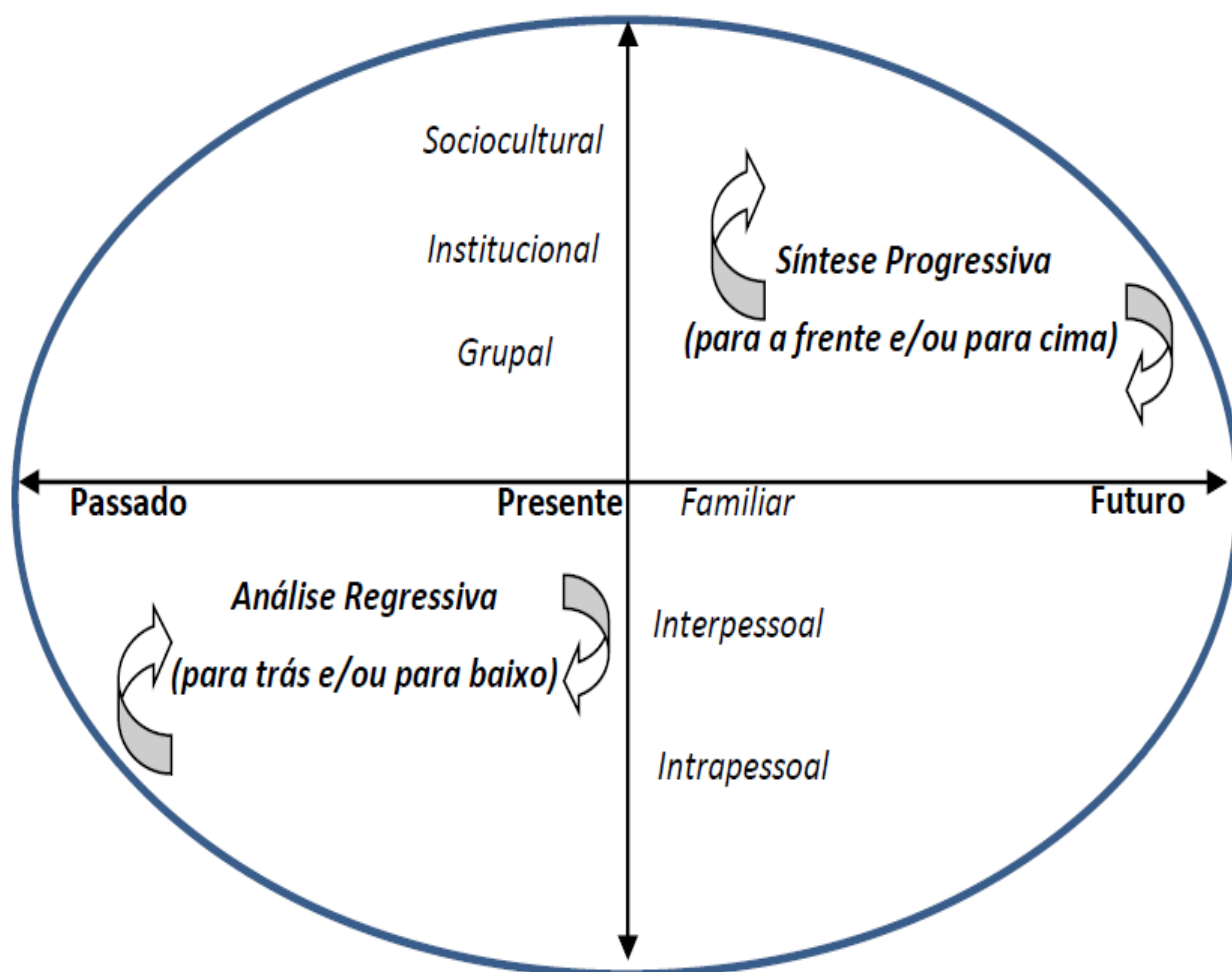 Sociocultural
Institucional
Síntese Progressiva
(para a frente e/ou para cima)
Grupal
Passado
Presente
Familiar
Futuro
Análise Regressiva
Interpessoal
(para trás e/ou para baixo)
Intrapessoal